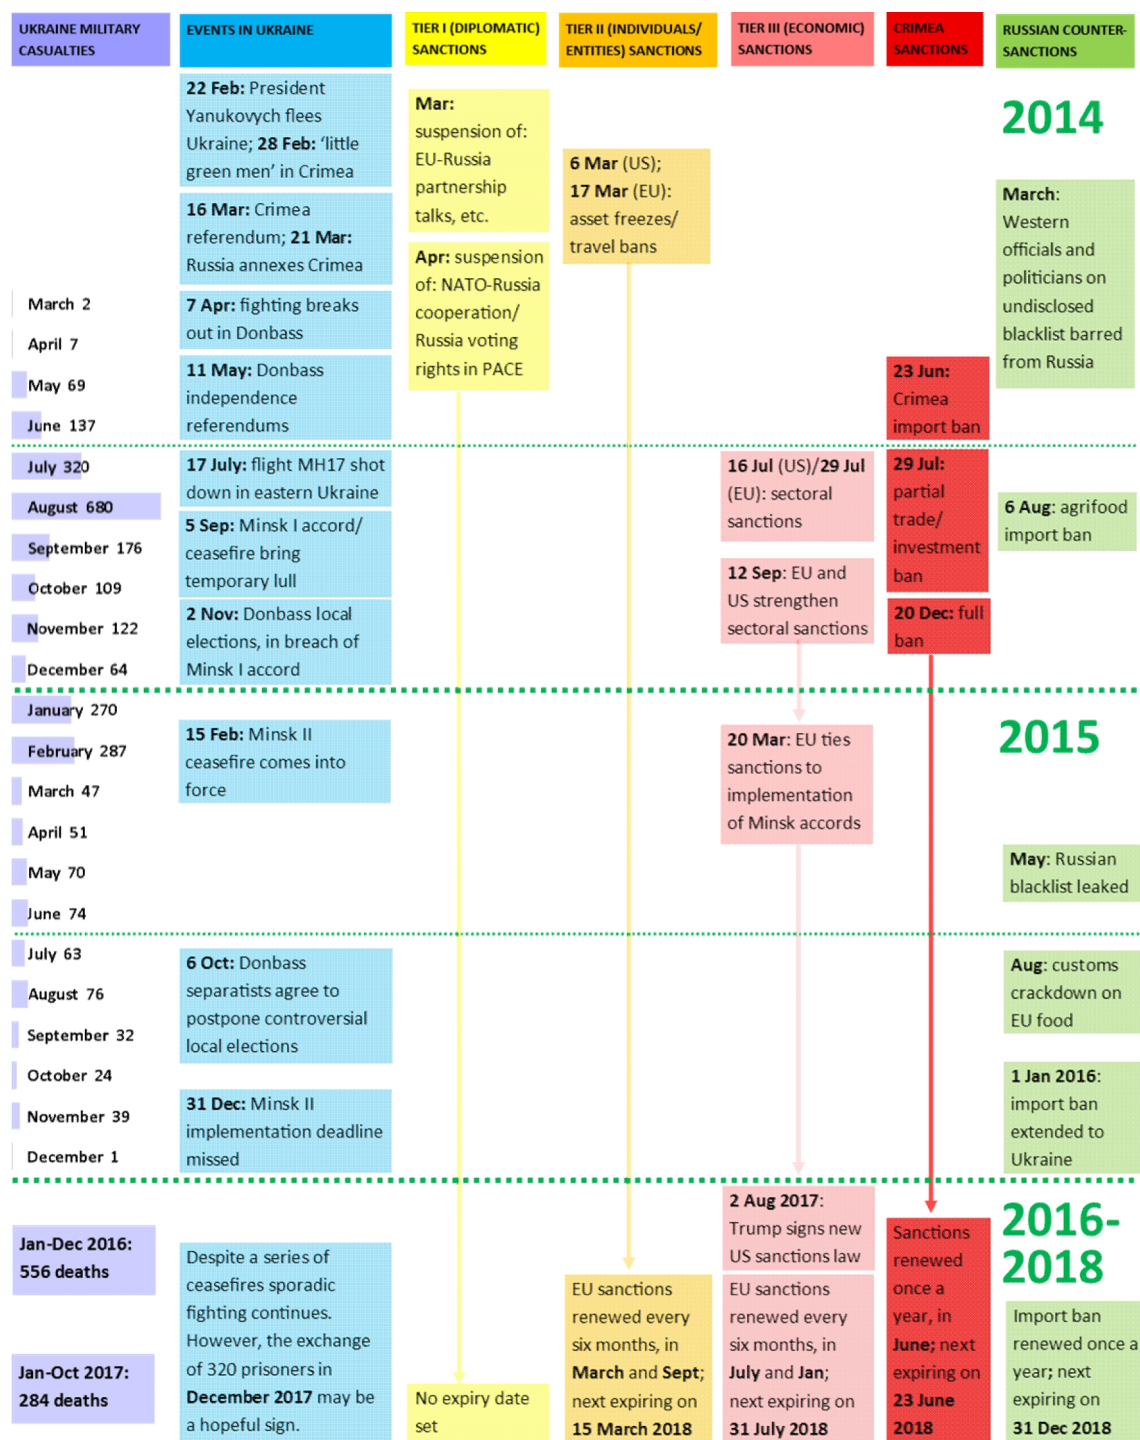 UKRAINE MILITARY
CASUALTIES
EVENTS IN UKRAINE
TIER I (DIPLOMATIC)
SANCTIONS
TIER II (INDIVIDUALS/
ENTITIES) SANCTIONS
TIER III (ECONOMIC)
SANCTIONS
CRIMEA
SANCTIONS
RUSSIAN COUNTER-
SANCTIONS
March 2
April 7
May 69
June 137
July 320
August 680
September 176
October 109
November 122
December 64
January 270
February 287
March 47
April 51
May 70
June 74
July 63
August 76
September 32
October 24
November 39
December 1
Jan-Dec 2016:
556 deaths
Jan-Oct 2017:
284 deaths
22 Feb: President
Yanukovych flees
Ukraine; 28 Feb: 'little
green men' in Crimea
16 Mar: Crimea
referendum; 21 Mar:
Russia annexes Crimea
7 Apr: fighting breaks
out in Donbass
11 May: Donbass
independence
referendums
17 July: flight MH17 shot
down in eastern Ukraine
5 Sep: Minsk I accord/
ceasefire bring
temporary lull
2 Nov: Donbass local
elections, in breach of
Minsk I accord
15 Feb: Minsk II
ceasefire comes into
force
6 Oct: Donbass
separatists agree to
postpone controversial
local elections
31 Dec: Minsk II
implementation deadline
missed
Despite a series of
ceasefires sporadic
fighting continues.
However, the exchange
of 320 prisoners in
December 2017 may be
a hopeful sign.
Mar:
suspension of:
EU-Russia
partnership
talks, etc.
Apr: suspension
of: NATO-Russia
cooperation/
Russia voting
rights in PACE
No expiry date
set
6 Mar (US);
17 Mar (EU):
asset freezes/
travel bans
EU sanctions
renewed every
six months, in
March and Sept;
next expiring on
15 March 2018
16 Jul (US)/29 Jul
(EU): sectoral
sanctions
12 Sep: EU and
US strengthen
sectoral sanctions
20 Mar: EU ties
sanctions to
implementation
of Minsk accords
2 Aug 2017:
Trump signs new
US sanctions law
EU sanctions
renewed every
six months, in
July and Jan;
next expiring on
31 July 2018
23 Jun:
Crimea
import ban
29 Jul:
partial
trade/
investment
ban
20 Dec: full
ban
Sanctions
renewed
once a
year, in
June; next
expiring on
23 June
2018
2014
March:
Western
officials and
politicians on
undisclosed
blacklist barred
from Russia
6 Aug: agrifood
import ban
2015
May: Russian
blacklist leaked
Aug: customs
crackdown on
EU food
1 Jan 2016:
import ban
extended to
Ukraine
2016-
2018
Import ban
renewed once a
year; next
expiring on
31 Dec 2018